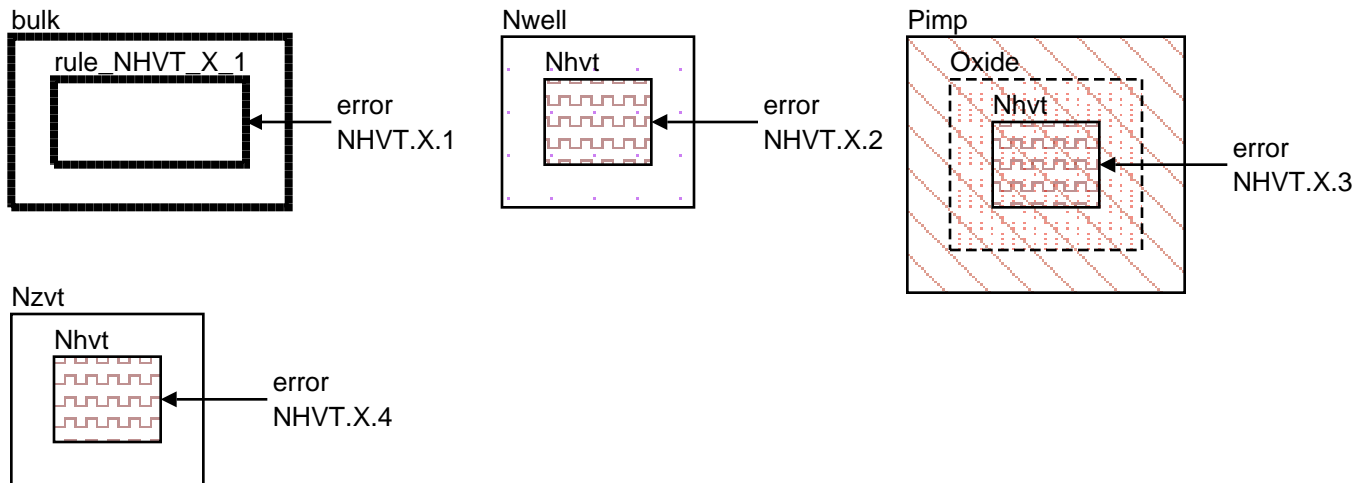 bulk
rule_NHVT_X_1
error
NHVT.X.1
Nwell
Nhvt
error
NHVT.X.2
Pimp
Oxide
Nhvt
error
NHVT.X.3
Nzvt
Nhvt
error
NHVT.X.4